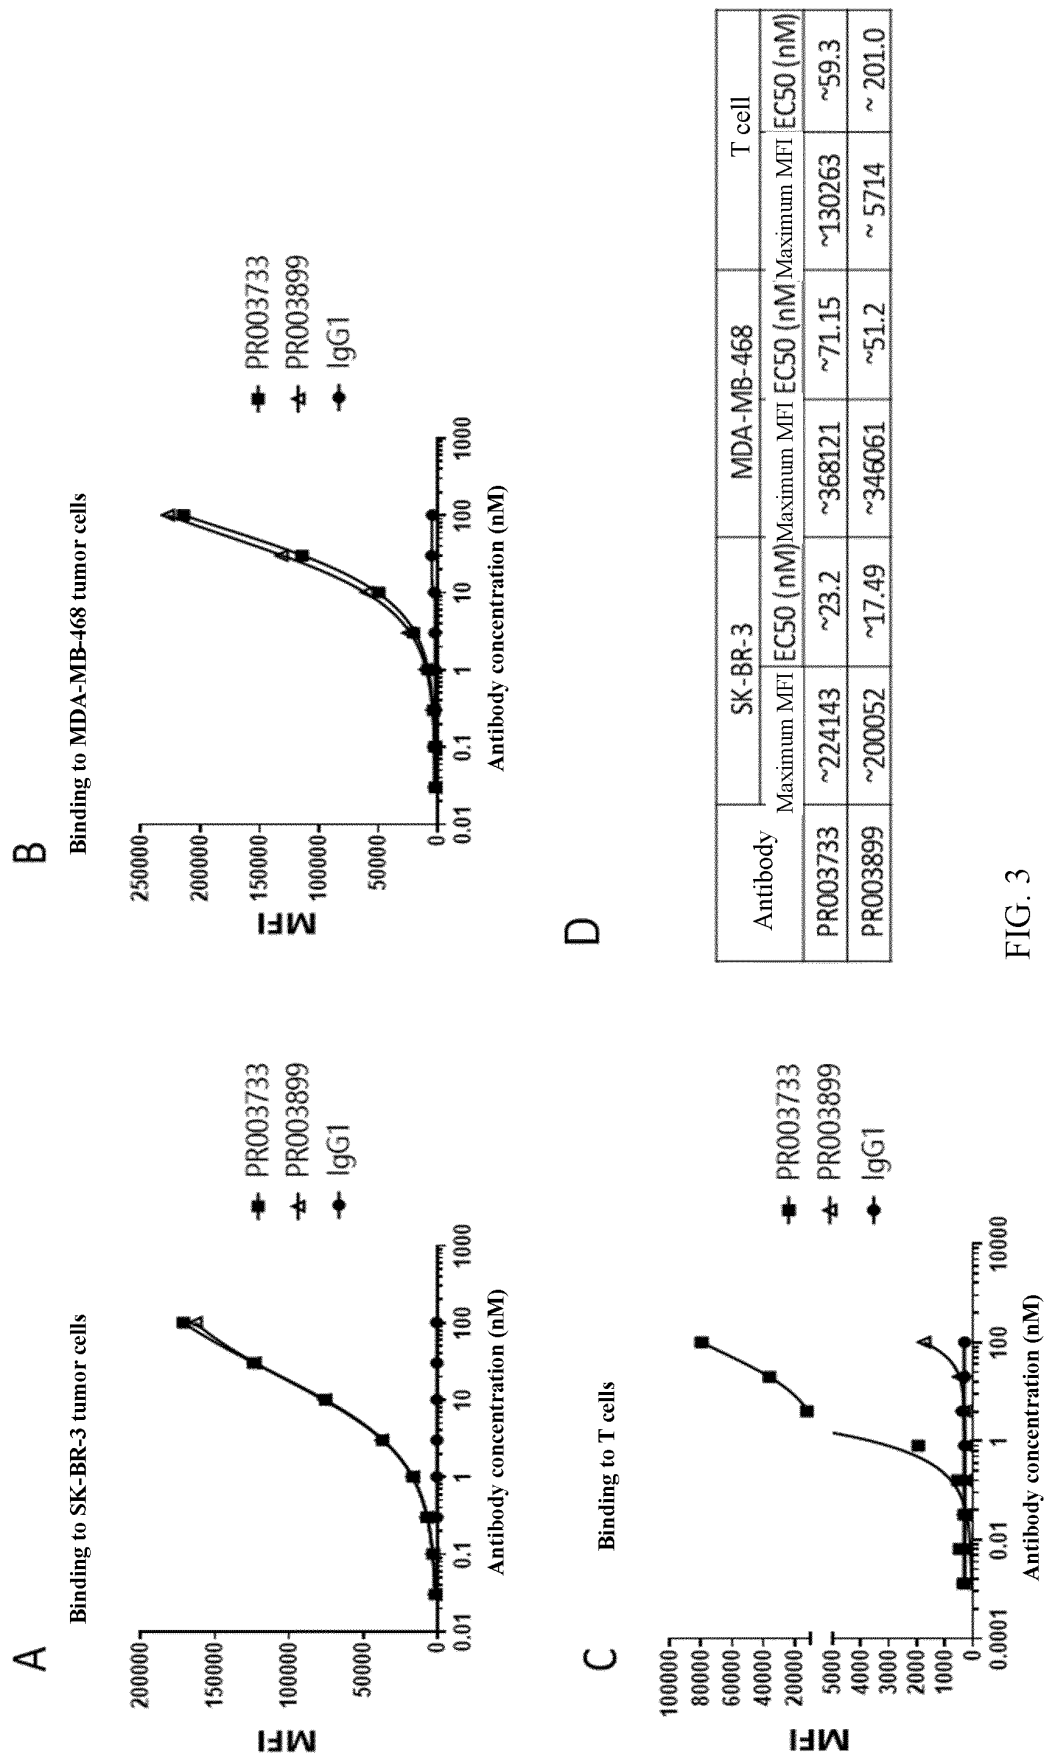 A
Binding to SK-BR-3 tumor cells
MFI
200000
150000
100000
50000
0
0.01 0.1 1 10 100 1000
Antibody concentration (nM)
PR003733
PR003899
IgG1
B
Binding to MDA-MB-468 tumor cells
MFI
250000
200000
150000
100000
50000
0
0.01 0.1 1 10 100 1000
Antibody concentration (nM)
PR003733
PR003899
IgG1
C
Binding to T cells
MFI
100000
80000
60000
40000
20000
5000
4000
3000
2000
1000
0
0.0001 0.01 1 100 10000
Antibody concentration (nM)
PR003733
PR003899
IgG1
D
Antibody SK-BR-3 MDA-MB-468 T cell
Maximum MFI EC50 (nM) Maximum MFI EC50 (nM Maximum MFI EC50 (nM)
PR003733 ~224143 ~23.2 ~368121 ~71.15 ~130263 ~59.3
PR003899 ~200052 ~17.49 ~346061 ~51.2 ~ 5714 ~ 201.0
FIG. 3